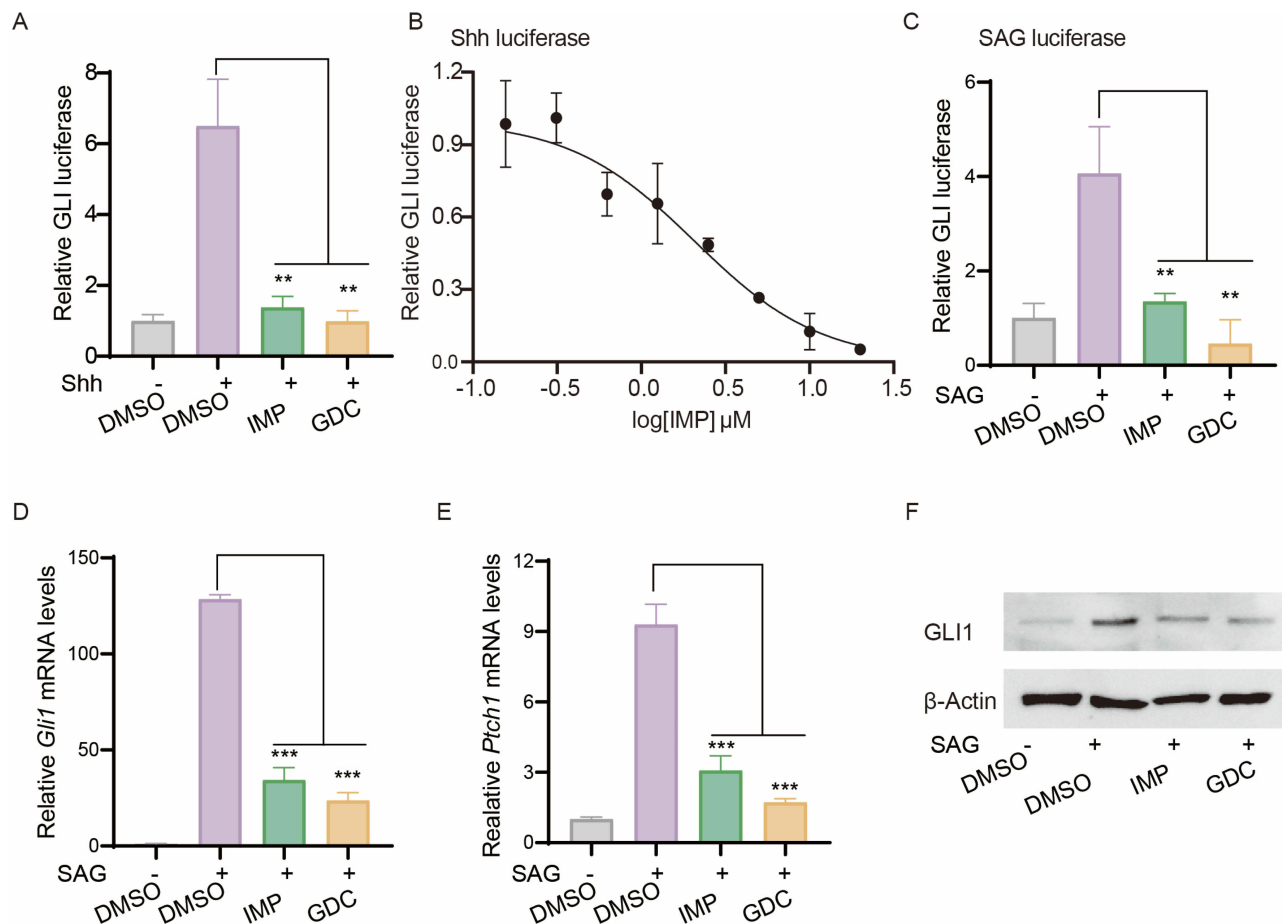 A
Relative GLI luciferase
8
6
4
2
0
**
**
Shh - + + +
DMSO DMSO IMP GDC
B
Shh luciferase
Relative GLI luciferase
1.2
0.9
0.6
0.3
0.0
-1.0 -0.5 0.0 0.5 1.0 1.5
log[IMP] μM
C
SAG luciferase
Relative GLI luciferase
6
4
2
0
**
**
SAG - + + +
DMSO DMSO IMP GDC
D
Relative Gli1 mRNA levels
150
100
50
0
***
***
SAG - + + +
DMSO DMSO IMP GDC
E
Realative Ptch1 mRNA levels
12
9
6
3
0
***
***
SAG - + + +
DMSO DMSO IMP GDC
F
GLI1
β-Actin
SAG - + + +
DMSO DMSO IMP GDC